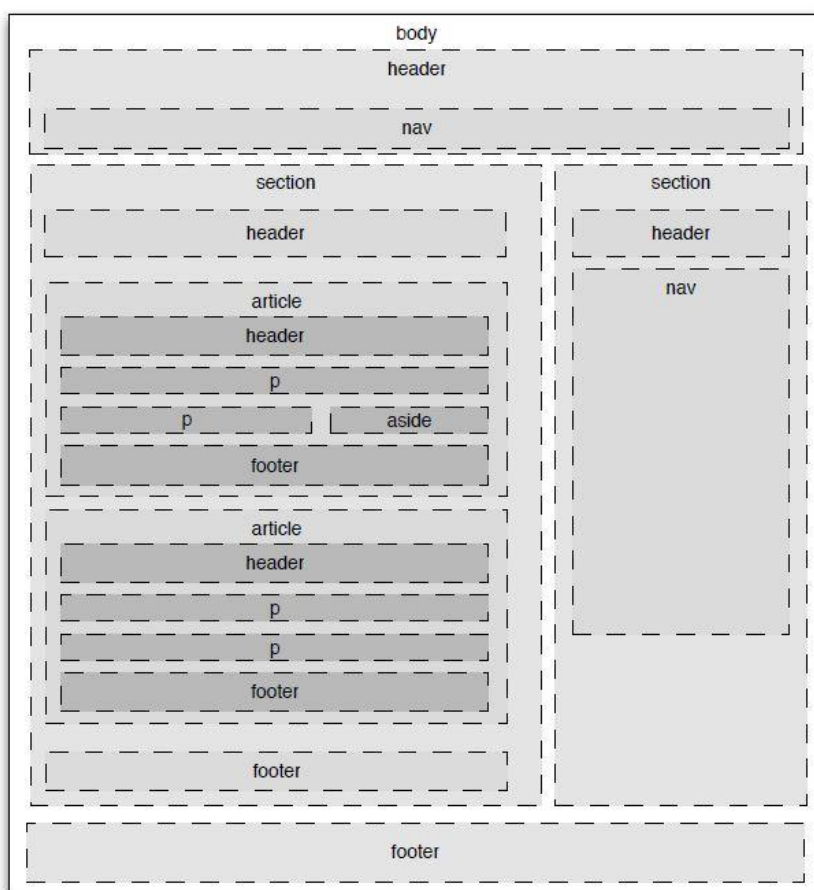 body
header
nav
section
header
article
header
p
p
aside
footer
article
header
p
p
footer
footer
section
header
nav
footer